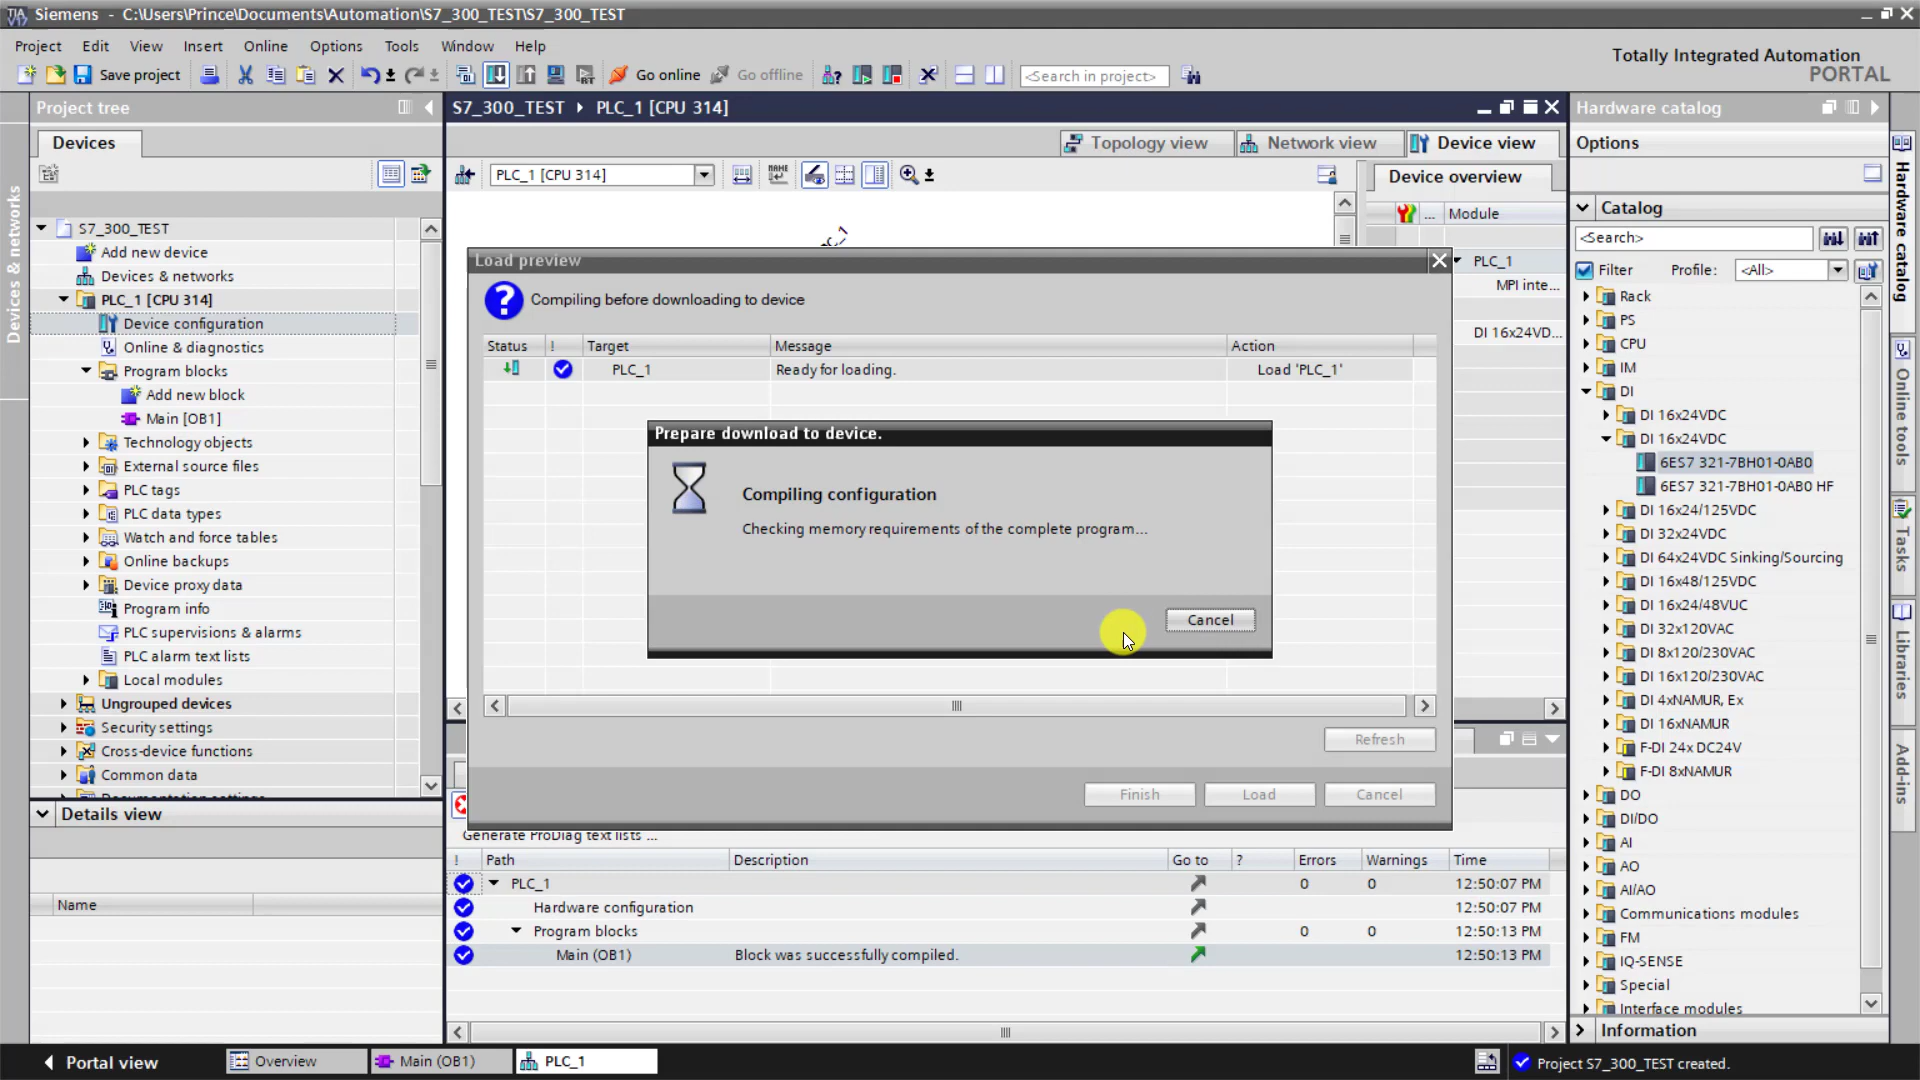 Siemens - C:\Users\Prince\Documents\Automation\S7_300_TEST\S7_300_TEST
Project Edit View Insert Online Options Tools Window Help
Totally Integrated Automation
PORTAL
Save project
Go online
Go offline
<Search in project>
Project tree
S7_300_TEST ▸ PLC_1 [CPU 314]
Hardware catalog
Devices
Topology view
Network view
Device view
Options
PLC_1 [CPU 314]
Device overview
Devices & networks
S7_300_TEST
Add new device
Devices & networks
PLC_1 [CPU 314]
Device configuration
Online & diagnostics
Program blocks
Add new block
Main [OB1]
Technology objects
External source files
PLC tags
PLC data types
Watch and force tables
Online backups
Device proxy data
Program info
PLC supervisions & alarms
PLC alarm text lists
Local modules
Ungrouped devices
Security settings
Cross-device functions
Common data
Details view
Name
... Module
PLC_1
MPI inte...
DI 16x24VD...
Load preview
Compiling before downloading to device
Status ! Target Message Action
PLC_1 Ready for loading. Load 'PLC_1'
Prepare download to device.
Compiling configuration
Checking memory requirements of the complete program...
Cancel
Refresh
Finish Load Cancel
Generate ProDiag text lists ...
! Path Description Go to ? Errors Warnings Time
PLC_1 0 0 12:50:07 PM
Hardware configuration 12:50:07 PM
Program blocks 0 0 12:50:13 PM
Main (OB1) Block was successfully compiled. 12:50:13 PM
Catalog
<Search>
Filter Profile: <All>
Rack
PS
CPU
IM
DI
DI 16x24VDC
DI 16x24VDC
6ES7 321-7BH01-0AB0
6ES7 321-7BH01-0AB0 HF
DI 16x24/125VDC
DI 32x24VDC
DI 64x24VDC Sinking/Sourcing
DI 16x48/125VDC
DI 16x24/48VUC
DI 32x120VAC
DI 8x120/230VAC
DI 16x120/230VAC
DI 4xNAMUR, Ex
DI 16xNAMUR
F-DI 24x DC24V
F-DI 8xNAMUR
DO
DI/DO
AI
AO
AI/AO
Communications modules
FM
IQ-SENSE
Special
Interface modules
Information
Hardware catalog
Online tools
Tasks
Libraries
Add-ins
Portal view
Overview
Main (OB1)
PLC_1
Project S7_300_TEST created.